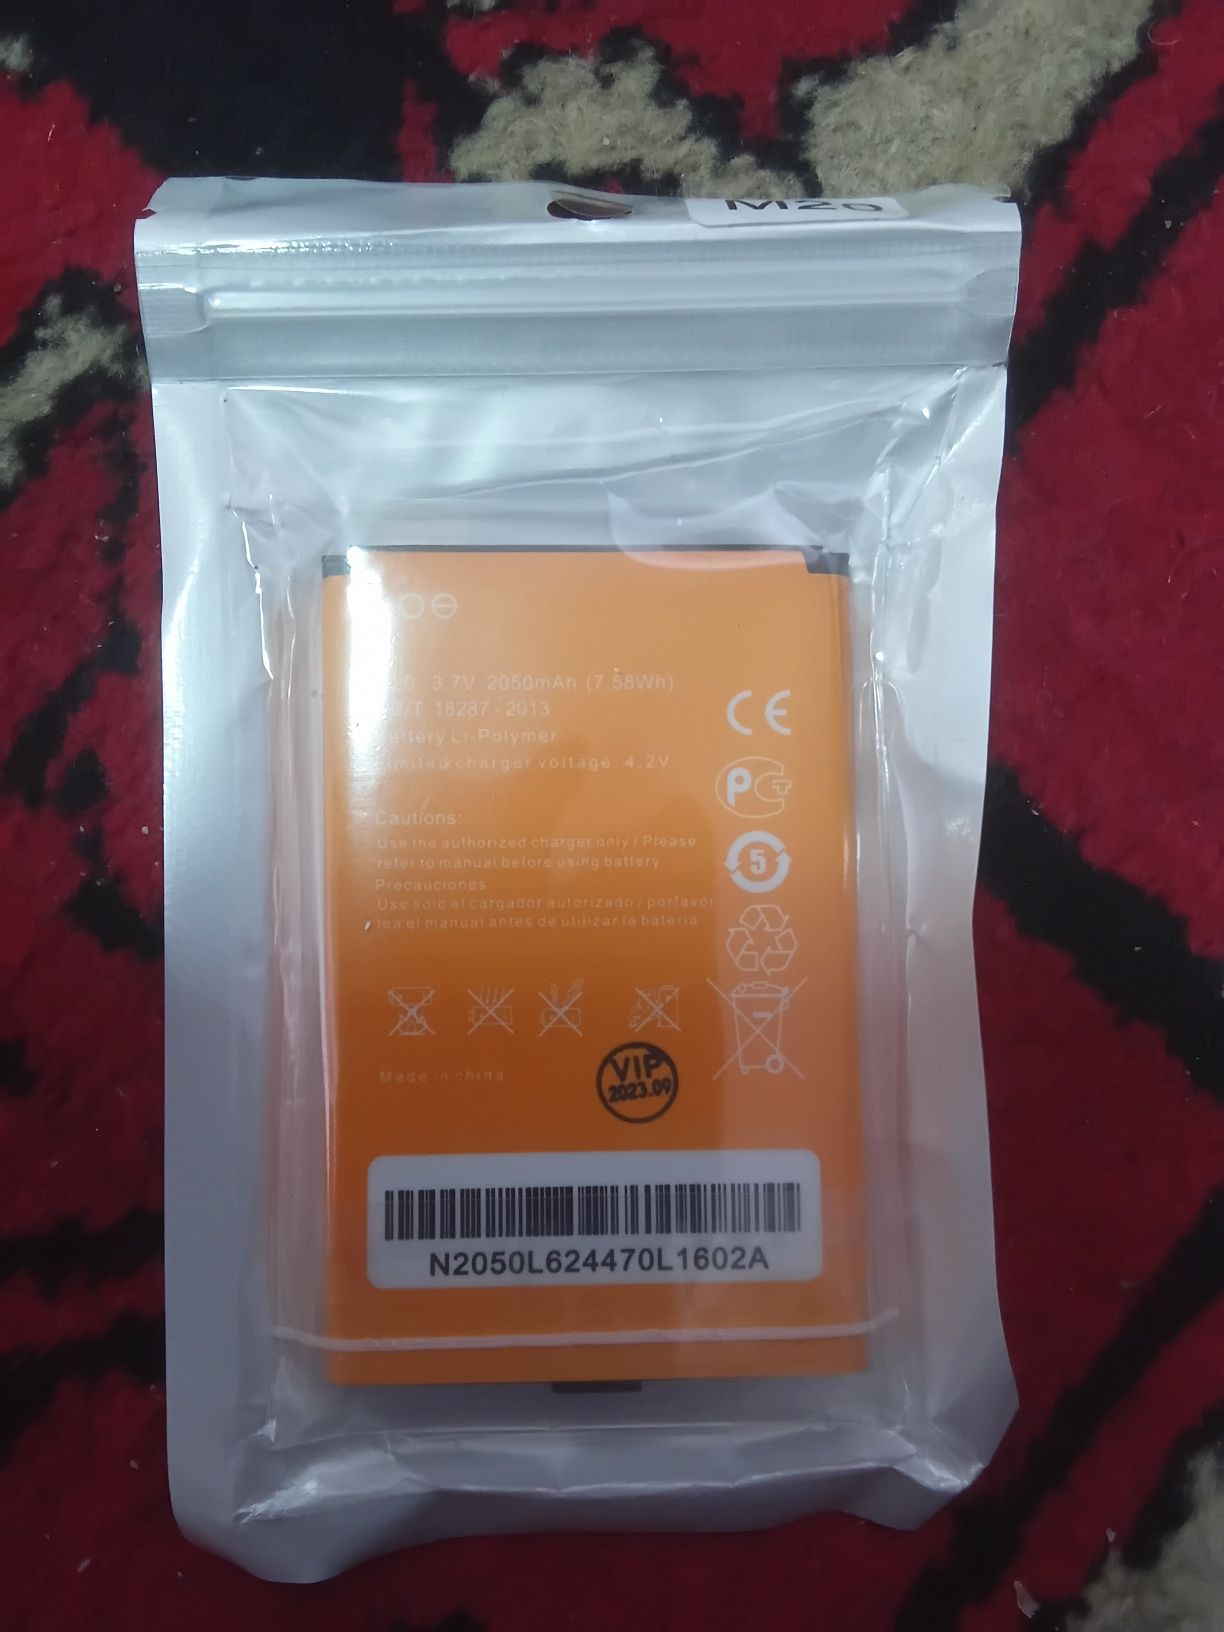 M20
3.7V 2050mAh (7.58Wh)
18287-2013
Battery Li-Polymer
Limited charger voltage: 4.2V
Cautions:
Use the authorized charger only / Please
refer to manual before using battery
Precauciones:
Use solo el cargador autorizado / porfavor
lea el manual antes de utilizar la bateria
CE
5
Made in china
VIP
2023.09
N2050L624470L1602A